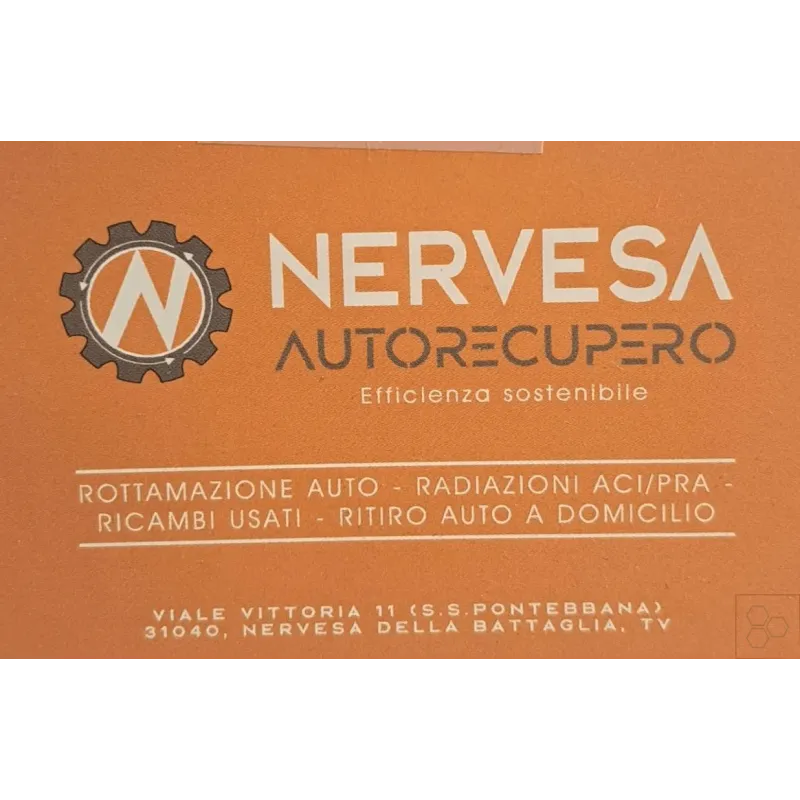 N
NERVESA
AUTORECUPERO
Efficienza sostenibile
ROTTAMAZIONE AUTO - RADIAZIONI ACI/PRA -
RICAMBI USATI - RITIRO AUTO A DOMICILIO
VIALE VITTORIA 11 (S.S.PONTEBBANA)
31040, NERVESA DELLA BATTAGLIA, TV